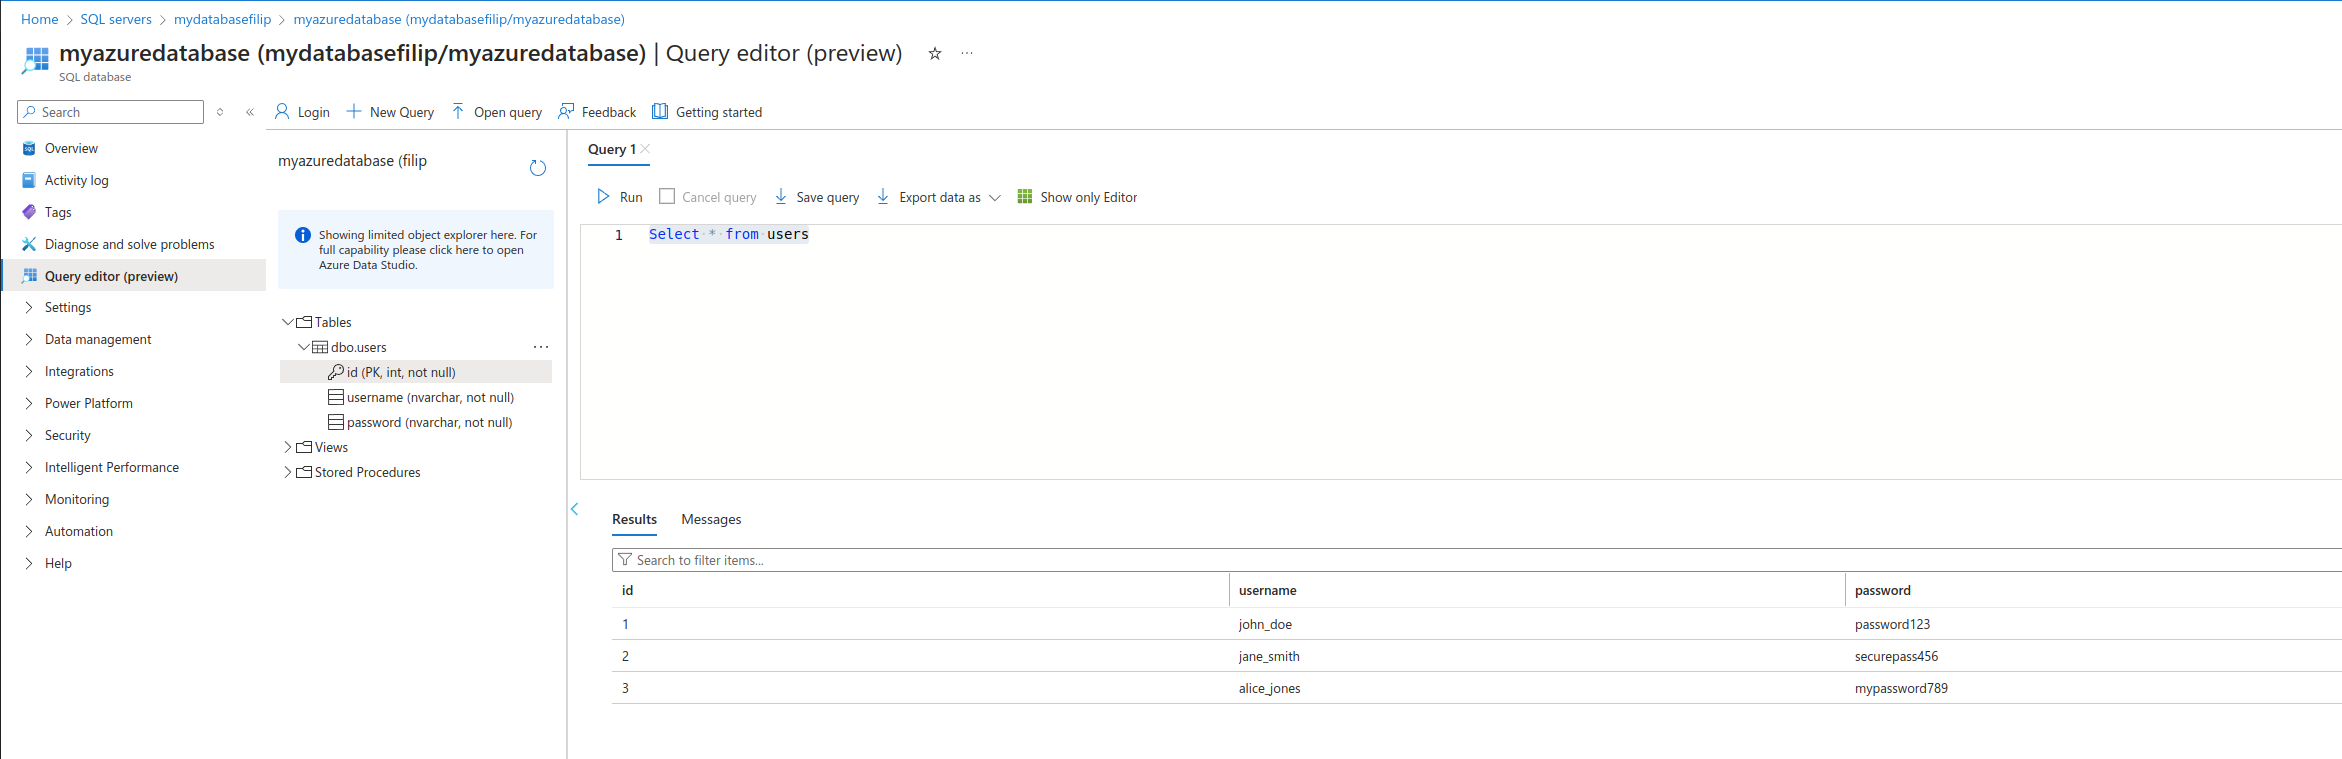 Home > SQL servers > mydatabasefilip > myazuredatabase (mydatabasefilip/myazuredatabase)
myazuredatabase (mydatabasefilip/myazuredatabase) | Query editor (preview) ☆ ...
SQL database
Search
Login
New Query
Open query
Feedback
Getting started
Overview
Activity log
Tags
Diagnose and solve problems
Query editor (preview)
Settings
Data management
Integrations
Power Platform
Security
Intelligent Performance
Monitoring
Automation
Help
myazuredatabase (filip
Showing limited object explorer here. For
full capability please click here to open
Azure Data Studio.
Tables
dbo.users ...
id (PK, int, not null)
username (nvarchar, not null)
password (nvarchar, not null)
Views
Stored Procedures
Query 1
Run
Cancel query
Save query
Export data as
Show only Editor
1 Select * from users
Results Messages
Search to filter items...
id username password
1 john_doe password123
2 jane_smith securepass456
3 alice_jones mypassword789